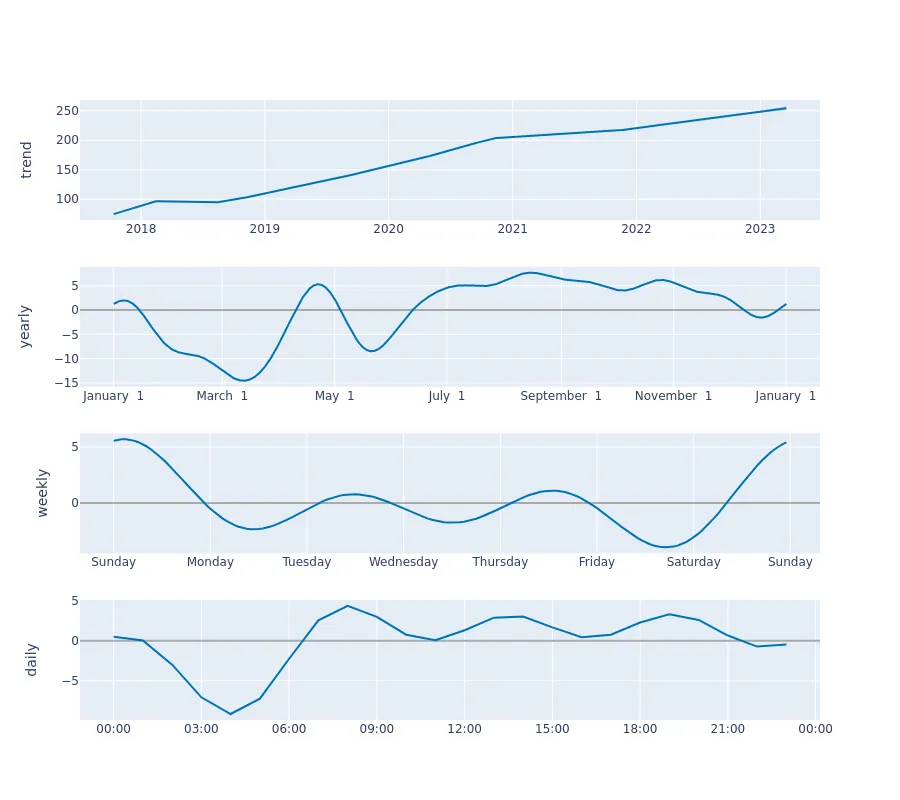 trend
250
200
150
100
2018 2019 2020 2021 2022 2023
yearly
5
0
−5
−10
−15
January 1 March 1 May 1 July 1 September 1 November 1 January 1
weekly
5
0
Sunday Monday Tuesday Wednesday Thursday Friday Saturday Sunday
daily
5
0
−5
00:00 03:00 06:00 09:00 12:00 15:00 18:00 21:00 00:00